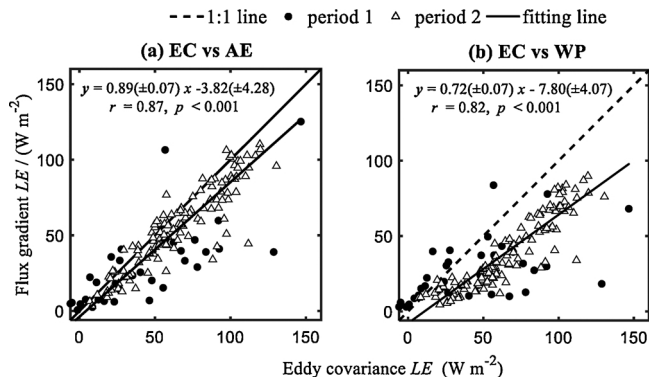 1:1 line period 1 period 2 fitting line
(a) EC vs AE
(b) EC vs WP
y = 0.89(±0.07) x -3.82(±4.28)
r = 0.87, p < 0.001
y = 0.72(±0.07) x - 7.80(±4.07)
r = 0.82, p < 0.001
Flux gradient LE / (W m-2)
150
100
50
0
150
100
50
0
0 50 100 150
0 50 100 150
Eddy covariance LE (W m-2)